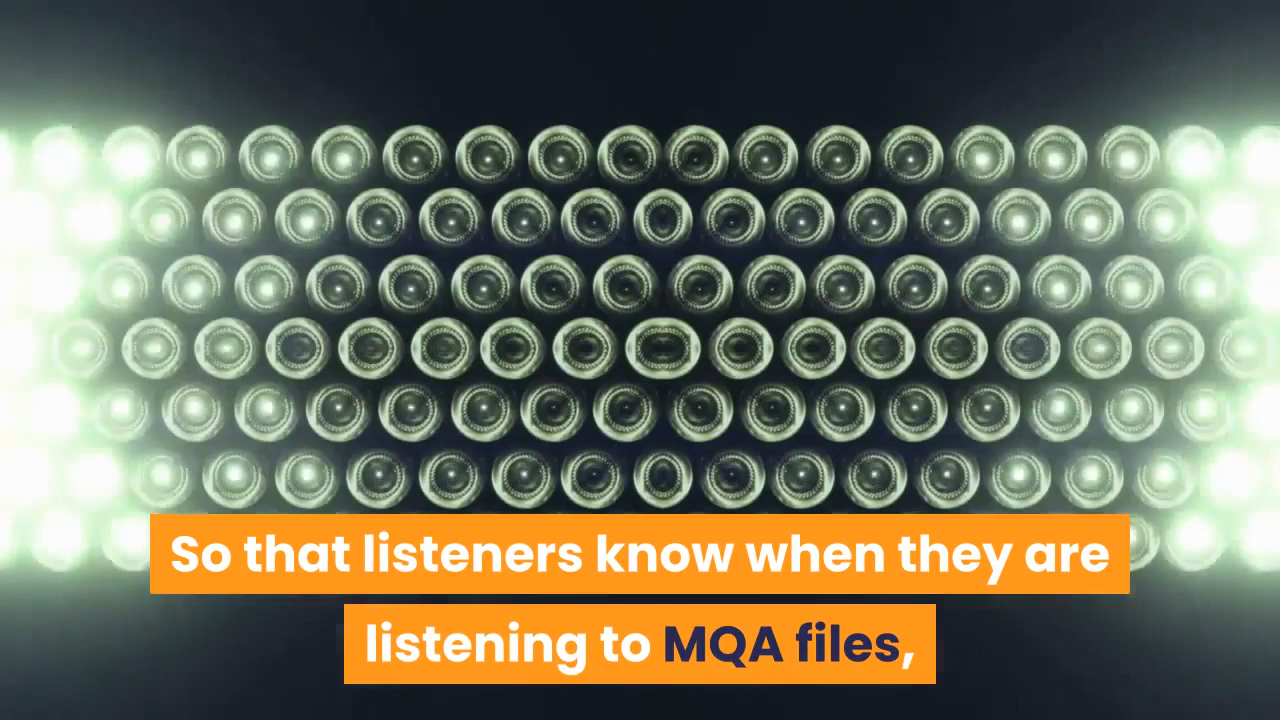 So that listeners know when they are
listening to MQA files,